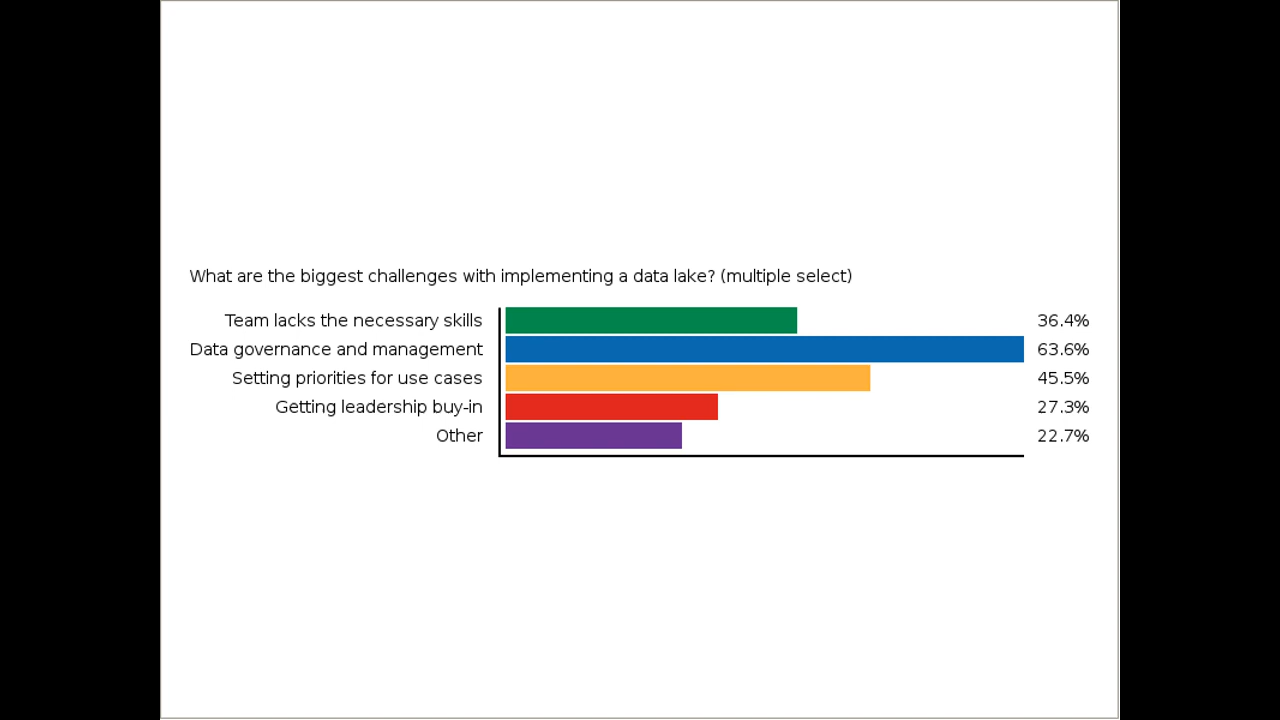 What are the biggest challenges with implementing a data lake? (multiple select)
Team lacks the necessary skills 36.4%
Data governance and management 63.6%
Setting priorities for use cases 45.5%
Getting leadership buy-in 27.3%
Other 22.7%